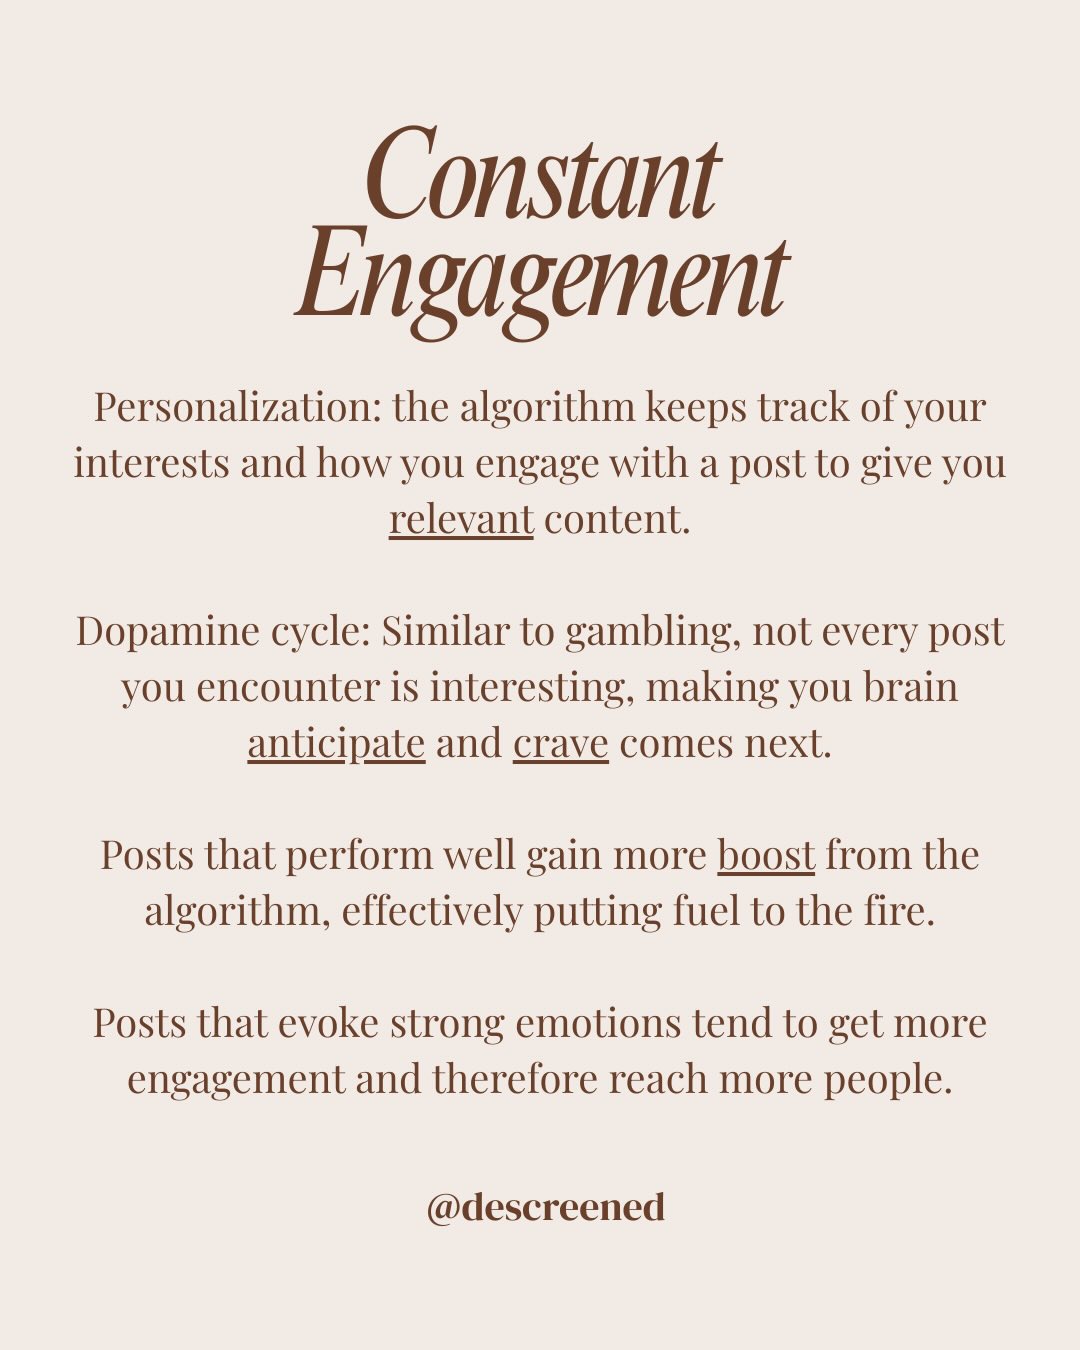 Constant
Engagement
Personalization: the algorithm keeps track of your
interests and how you engage with a post to give you
relevant content.
Dopamine cycle: Similar to gambling, not every post
you encounter is interesting, making you brain
anticipate and crave comes next.
Posts that perform well gain more boost from the
algorithm, effectively putting fuel to the fire.
Posts that evoke strong emotions tend to get more
engagement and therefore reach more people.
@descreened